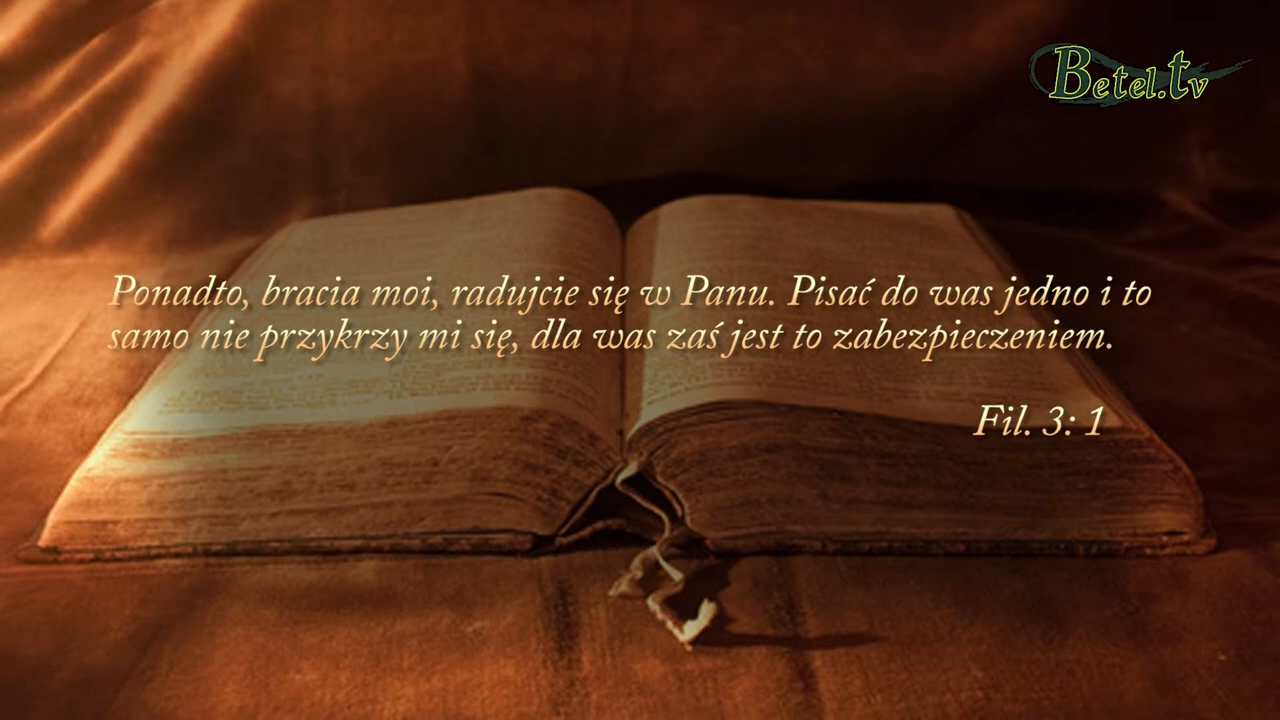 Betel.tv
Ponadto, bracia moi, radujcie się w Panu. Pisać do was jedno i to
samo nie przykrzy mi się, dla was zaś jest to zabezpieczeniem.
Fil. 3: 1